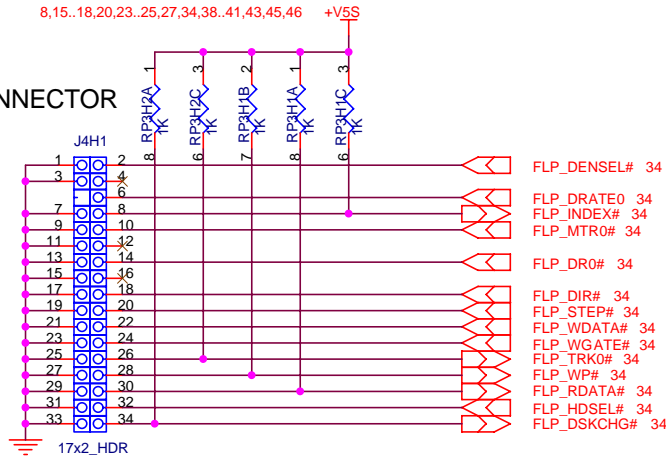 8,15..18,20,23..25,27,34,38..41,43,45,46 +V5S
NNECTOR
1 3 2 1 3
RP3H2A 1K RP3H2C 1K RP3H1B 1K RP3H1A 1K RP3H1C 1K
8 6 7 8 6
J4H1
1 2 FLP_DENSEL# 34
3 4
6 FLP_DRATE0 34
7 8 FLP_INDEX# 34
9 10 FLP_MTR0# 34
11 12
13 14 FLP_DR0# 34
15 16
17 18 FLP_DIR# 34
19 20 FLP_STEP# 34
21 22 FLP_WDATA# 34
23 24 FLP_WGATE# 34
25 26 FLP_TRK0# 34
27 28 FLP_WP# 34
29 30 FLP_RDATA# 34
31 32 FLP_HDSEL# 34
33 34 FLP_DSKCHG# 34
17x2_HDR